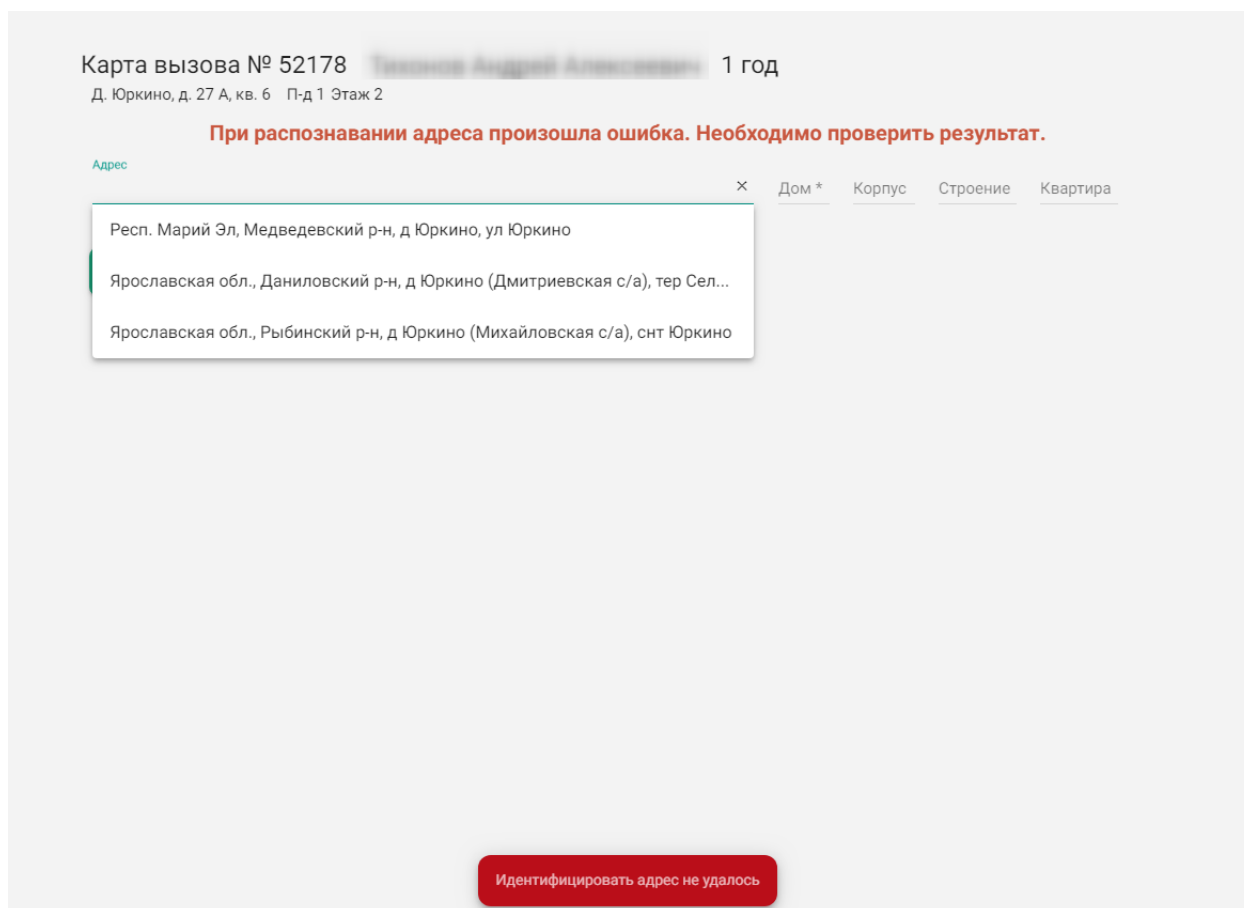 Карта вызова № 52178 1 год
Д. Юркино, д. 27 А, кв. 6 П-д 1 Этаж 2
При распознавании адреса произошла ошибка. Необходимо проверить результат.
Адрес
× Дом * Корпус Строение Квартира
Респ. Марий Эл, Медведевский р-н, д Юркино, ул Юркино
Ярославская обл., Даниловский р-н, д Юркино (Дмитриевская с/а), тер Сел...
Ярославская обл., Рыбинский р-н, д Юркино (Михайловская с/а), снт Юркино
Идентифицировать адрес не удалось